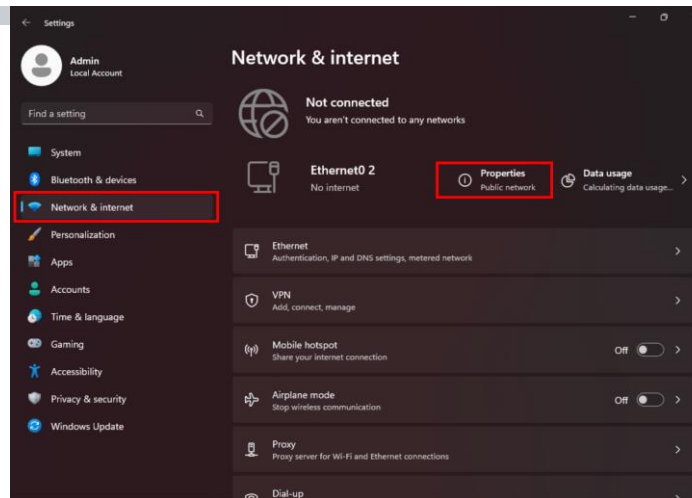 Settings
Admin
Local Account
Find a setting
System
Bluetooth & devices
Network & internet
Personalization
Apps
Accounts
Time & language
Gaming
Accessibility
Privacy & security
Windows Update
Network & internet
Not connected
You aren't connected to any networks
Ethernet0 2
No internet
Properties
Public network
Data usage
Calculating data usage...
Ethernet
Authentication, IP and DNS settings, metered network
VPN
Add, connect, manage
Mobile hotspot
Share your internet connection
Off
Airplane mode
Stop wireless communication
Off
Proxy
Proxy server for Wi-Fi and Ethernet connections
Dial-up